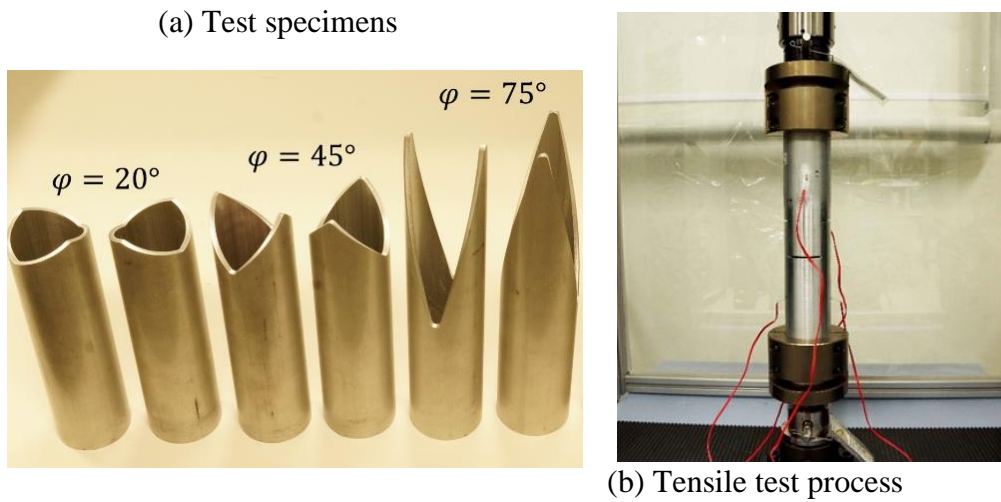 (a) Test specimens
φ = 20°
φ = 45°
φ = 75°
(b) Tensile test process